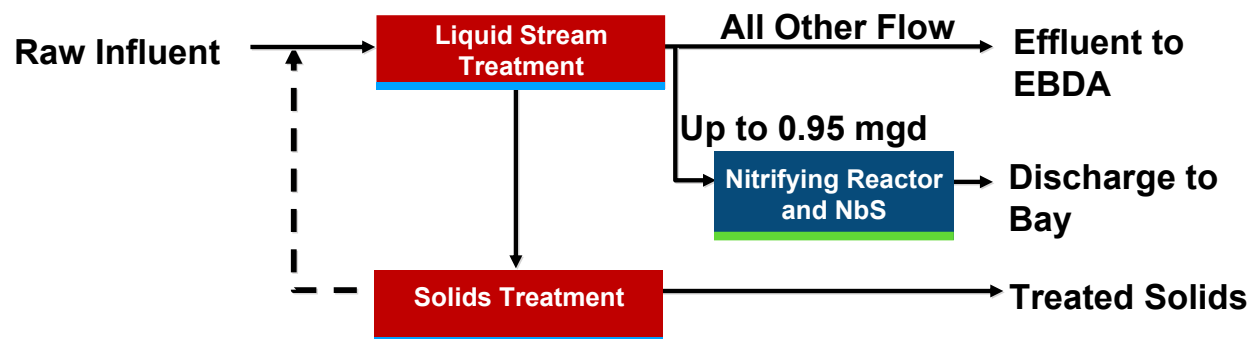 Raw Influent
Liquid Stream
Treatment
All Other Flow
Effluent to
EBDA
Up to 0.95 mgd
Nitrifying Reactor
and NbS
Discharge to
Bay
Solids Treatment
Treated Solids